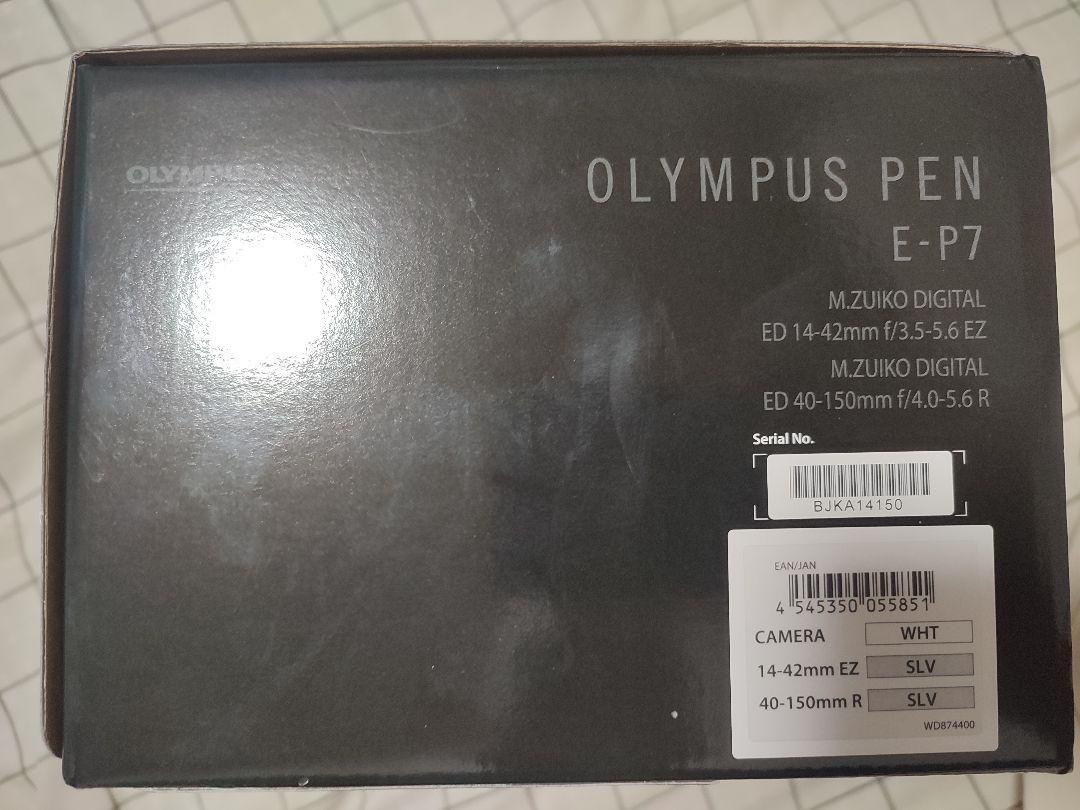 OLYMPUS
OLYMPUS PEN
E-P7
M.ZUIKO DIGITAL
ED 14-42mm f/3.5-5.6 EZ
M.ZUIKO DIGITAL
ED 40-150mm f/4.0-5.6 R
Serial No.
BJKA14150
EAN/JAN
4 545350 055851
CAMERA WHT
14-42mm EZ SLV
40-150mm R SLV
WD874400